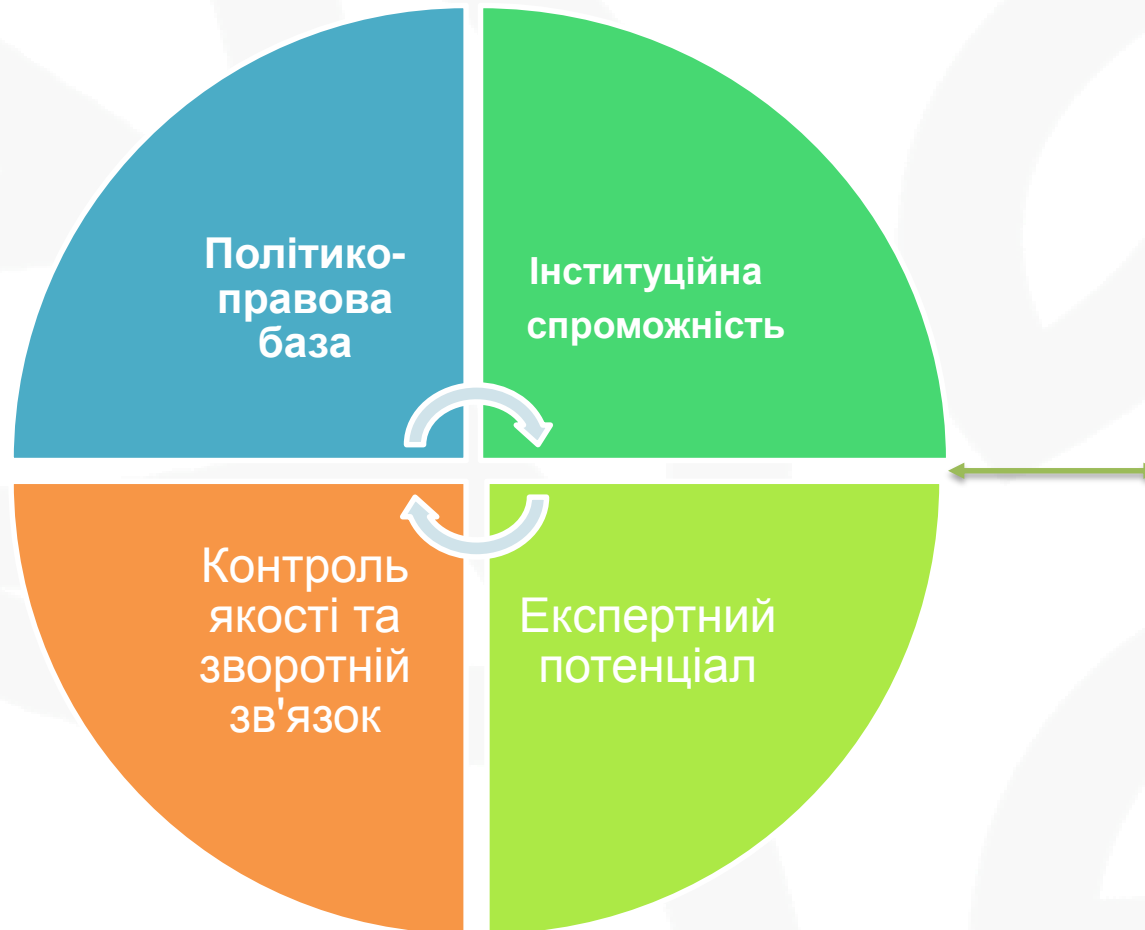 Політико-
правова
база
Інституційна
спроможність
Контроль
якості та
зворотній
зв'язок
Експертний
потенціал